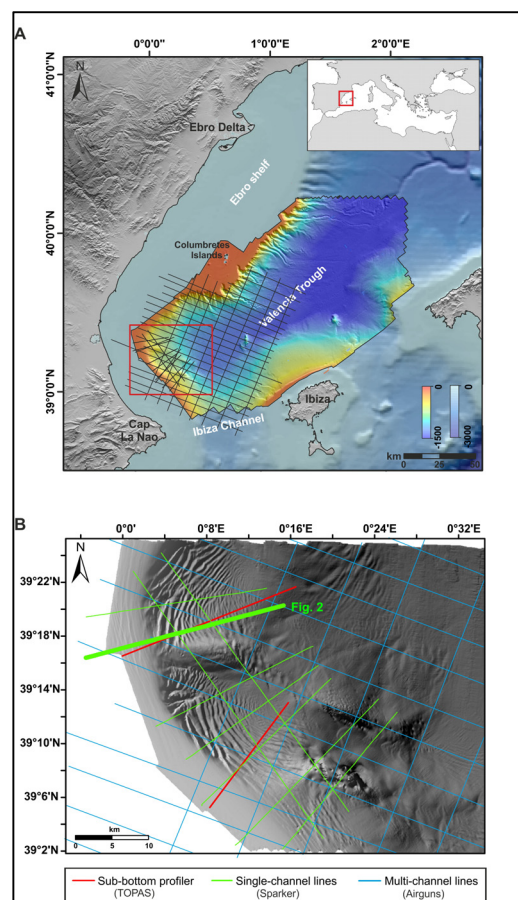 A
0°0'0"
1°0'0"
2°0'0"E
41°0'0"N
N
Ebro Delta
Ebro shelf
40°0'0"N
Columbretes
Islands
Valencia Trough
39°0'0"N
Ibiza
Cap
La Nao
Ibiza Channel
0
0
-1500
-3000
km
0 25 50
B
0°0'
0°8'E
0°16'E
0°24'E
0°32'E
N
39°22'N
Fig. 2
39°18'N
39°14'N
39°10'N
39°6'N
km
0 5 10
39°2'N
Sub-bottom profiler
(TOPAS)
Single-channel lines
(Sparker)
Multi-channel lines
(Airguns)